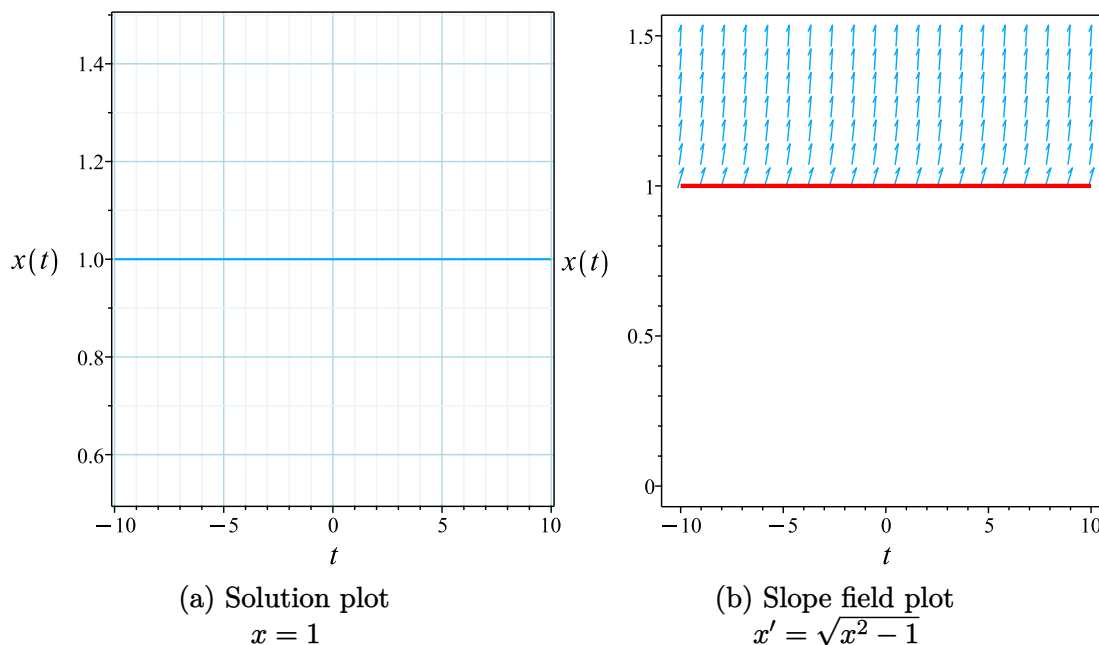 1.4
1.2
x(t) 1.0
0.8
0.6
−10 −5 0 5 10
t
(a) Solution plot
x = 1
1.5
1
x(t)
0.5
0
−10 −5 0 5 10
t
(b) Slope field plot
x′ = √(x² − 1)